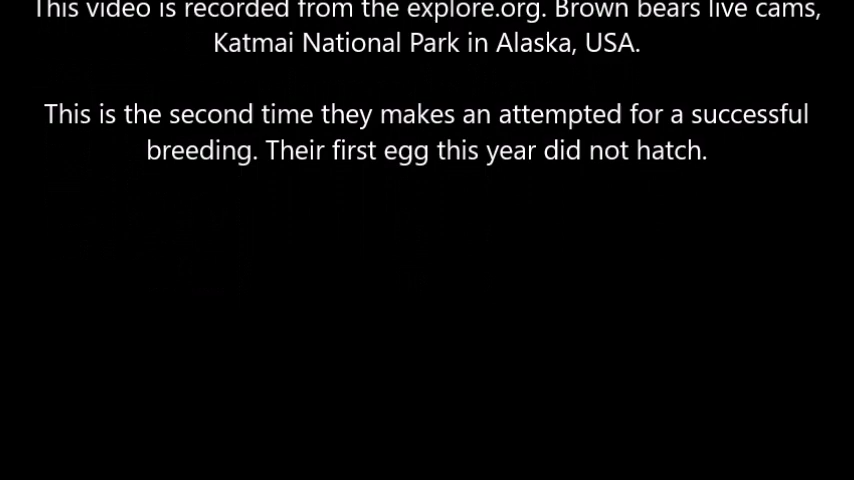 This video is recorded from the explore.org. Brown bears live cams,
Katmai National Park in Alaska, USA.
This is the second time they makes an attempted for a successful
breeding. Their first egg this year did not hatch.